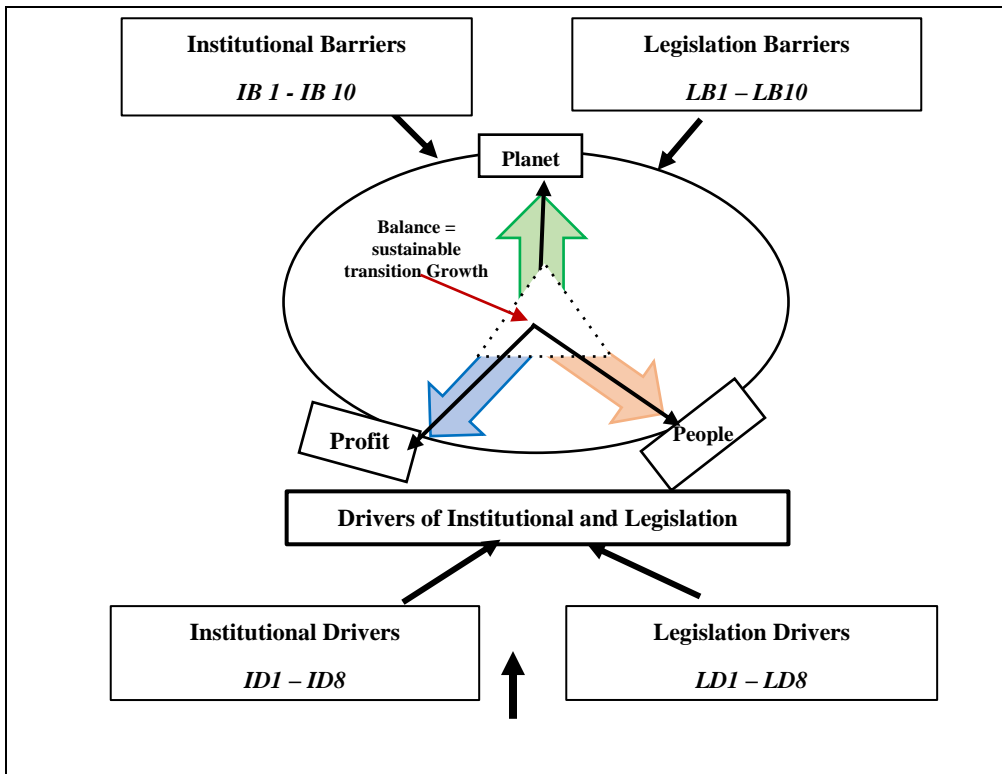 Institutional Barriers
IB 1 - IB 10
Legislation Barriers
LB1 – LB10
Planet
Balance =
sustainable
transition Growth
Profit
People
Drivers of Institutional and Legislation
Institutional Drivers
ID1 – ID8
Legislation Drivers
LD1 – LD8